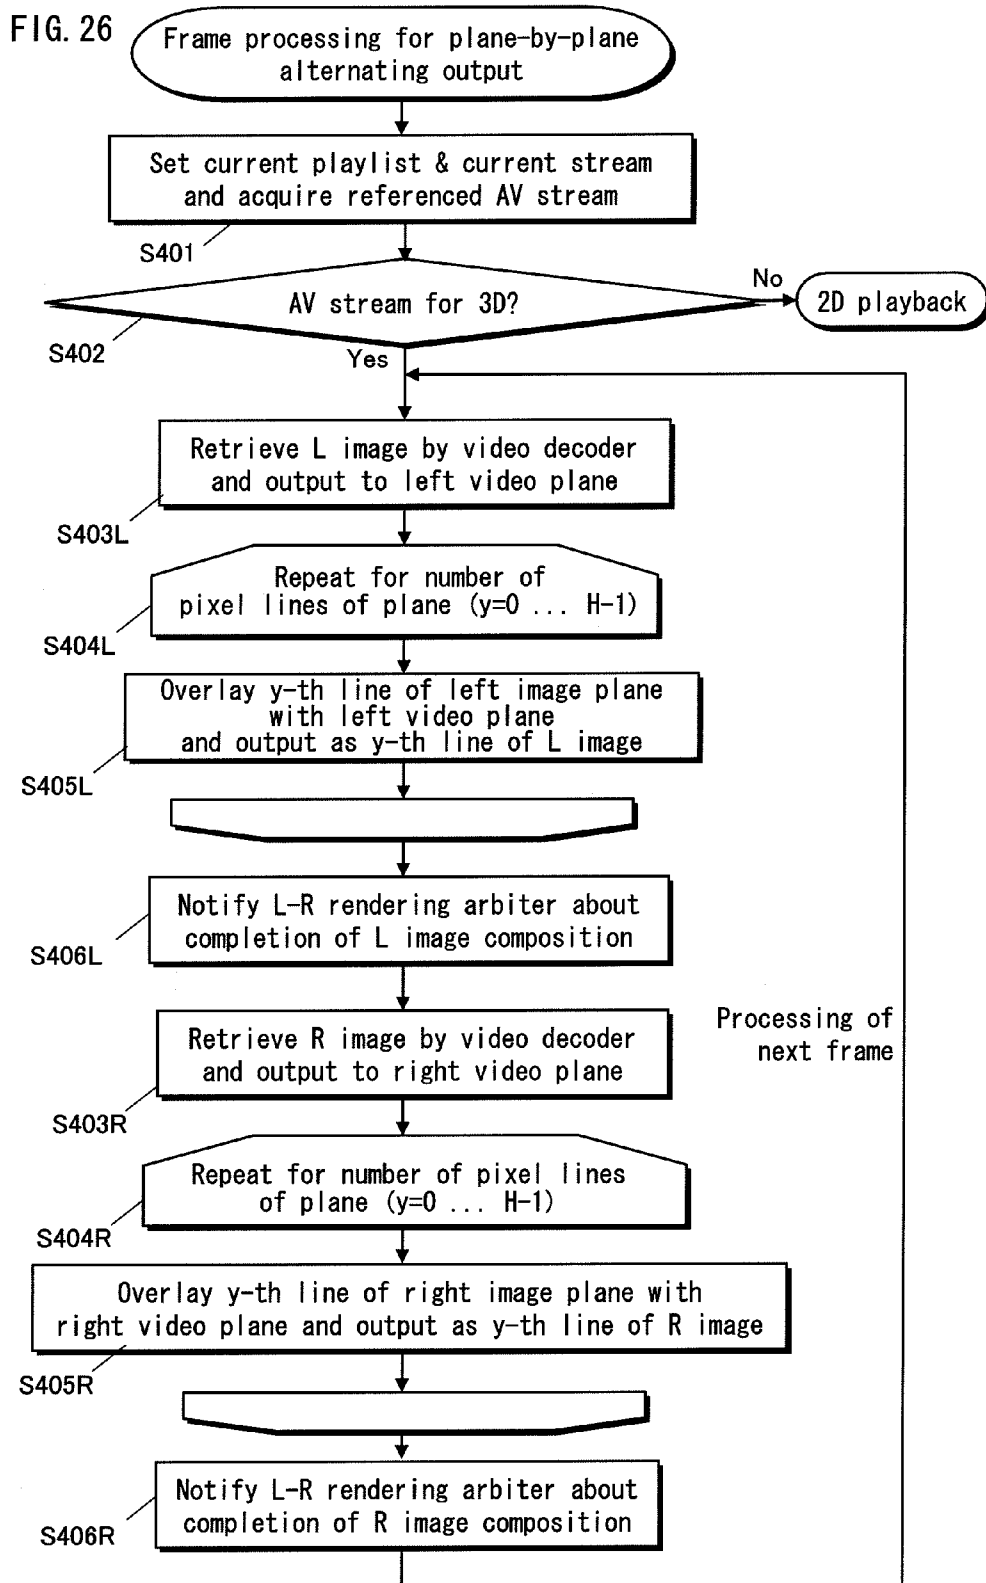 FIG. 26
Frame processing for plane-by-plane
alternating output
Set current playlist & current stream
and acquire referenced AV stream
S401
AV stream for 3D?
No
2D playback
S402
Yes
Retrieve L image by video decoder
and output to left video plane
S403L
Repeat for number of
pixel lines of plane (y=0 ... H-1)
S404L
Overlay y-th line of left image plane
with left video plane
and output as y-th line of L image
S405L
Notify L-R rendering arbiter about
completion of L image composition
S406L
Processing of
next frame
Retrieve R image by video decoder
and output to right video plane
S403R
Repeat for number of pixel lines
of plane (y=0 ... H-1)
S404R
Overlay y-th line of right image plane with
right video plane and output as y-th line of R image
S405R
Notify L-R rendering arbiter about
completion of R image composition
S406R